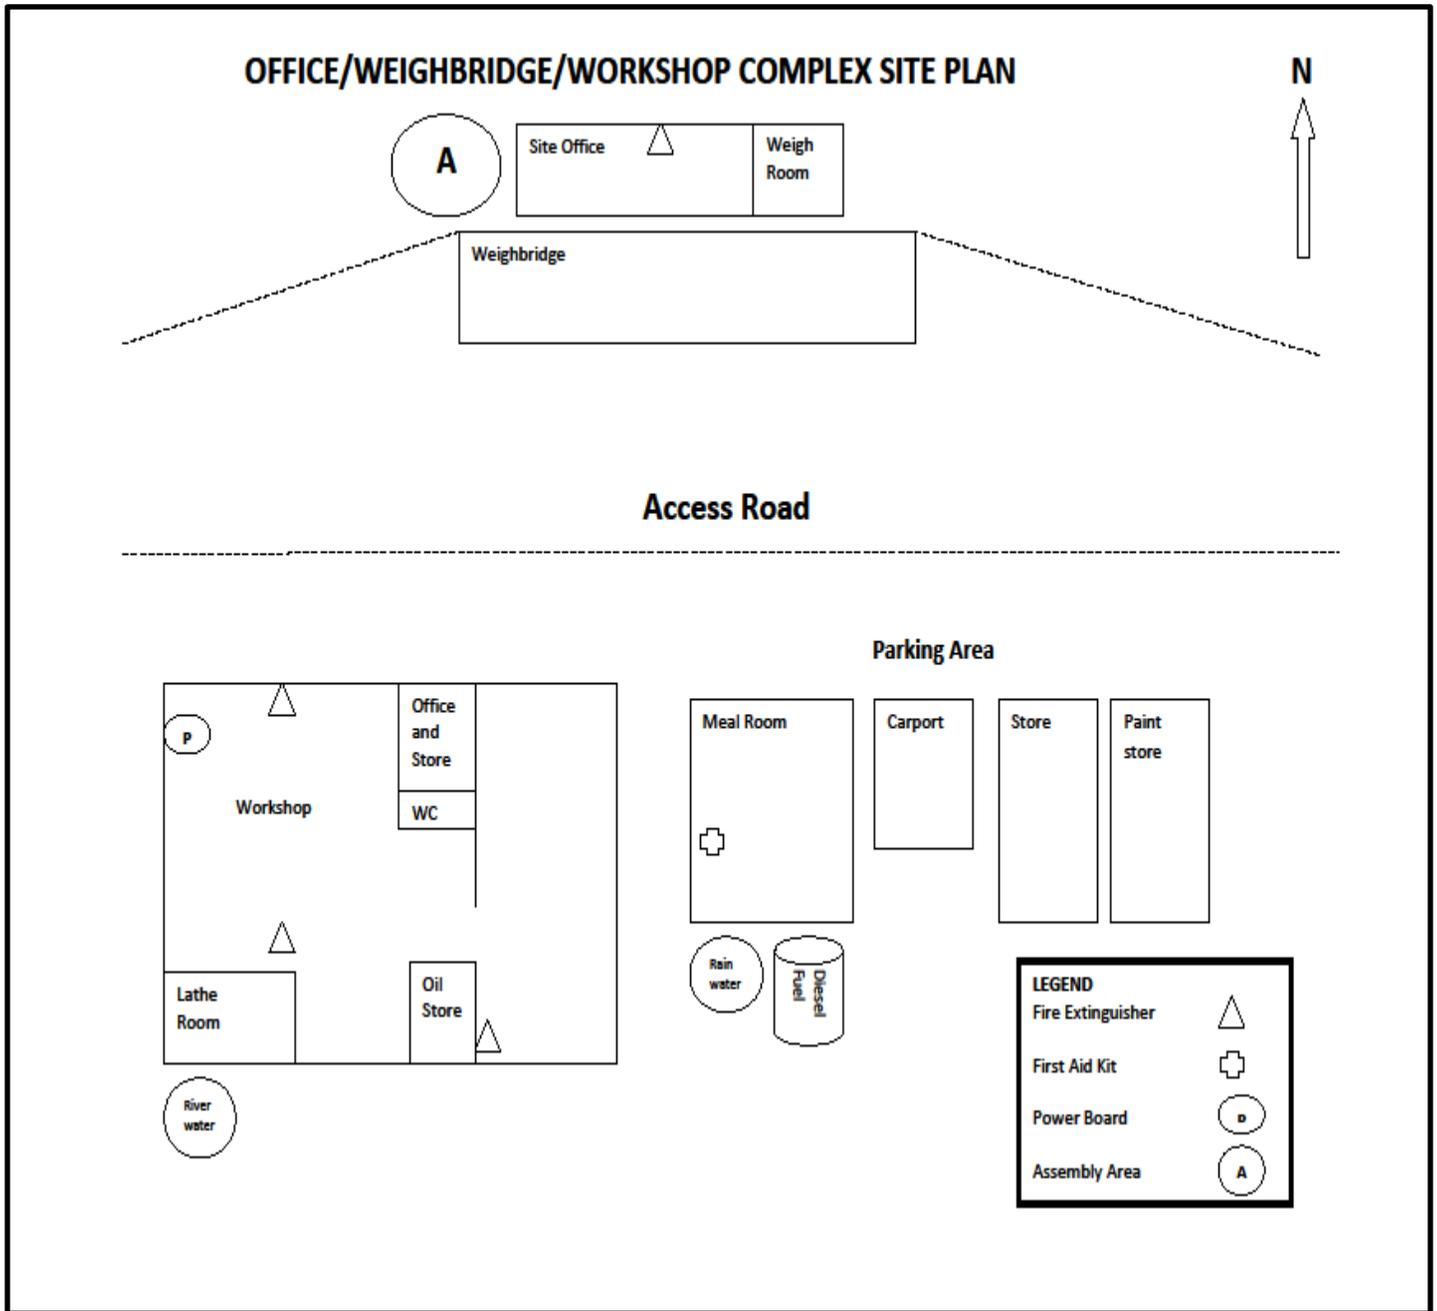 OFFICE/WEIGHBRIDGE/WORKSHOP COMPLEX SITE PLAN
N
A
Site Office
Weigh
Room
Weighbridge
Access Road
Parking Area
P
Workshop
Office
and
Store
WC
Lathe
Room
Oil
Store
River
water
Meal Room
Carport
Store
Paint
store
Rain
water
Diesel
Fuel
LEGEND
Fire Extinguisher
First Aid Kit
Power Board
Assembly Area
A